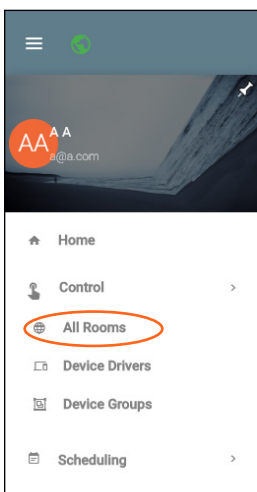 A A
AA
a@a.com
Home
Control
All Rooms
Device Drivers
Device Groups
Scheduling